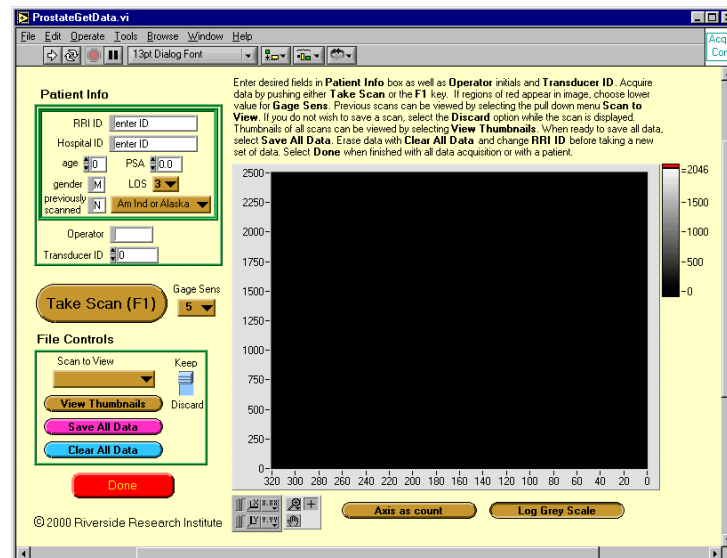 ProstateGetData.vi
File Edit Operate Tools Browse Window Help
13pt Dialog Font
Acq
Con
Enter desired fields in Patient Info box as well as Operator initials and Transducer ID. Acquire
data by pushing either Take Scan or the F1 key. If regions of red appear in image, choose lower
value for Gage Sens. Previous scans can be viewed by selecting the pull down menu Scan to
View. If you do not wish to save a scan, select the Discard option while the scan is displayed.
Thumbnails of all scans can be viewed by selecting View Thumbnails. When ready to save all data,
select Save All Data. Erase data with Clear All Data and change RRI ID before taking a new
set of data. Select Done when finished with all data acquisition or with a patient.
Patient Info
RRI ID enter ID
Hospital ID enter ID
age 0 PSA 0.0
gender M LOS 3
previously
scanned N Am Ind or Alaska
Operator
Transducer ID 0
Take Scan (F1)
Gage Sens
5
File Controls
Scan to View
Keep
View Thumbnails
Discard
Save All Data
Clear All Data
Done
© 2000 Riverside Research Institute
2500
2250
2000
1750
1500
1250
1000
750
500
250
0
320 300 280 260 240 220 200 180 160 140 120 100 80 60 40 20 0
2046
1500
1000
500
0
Axis as count
Log Grey Scale